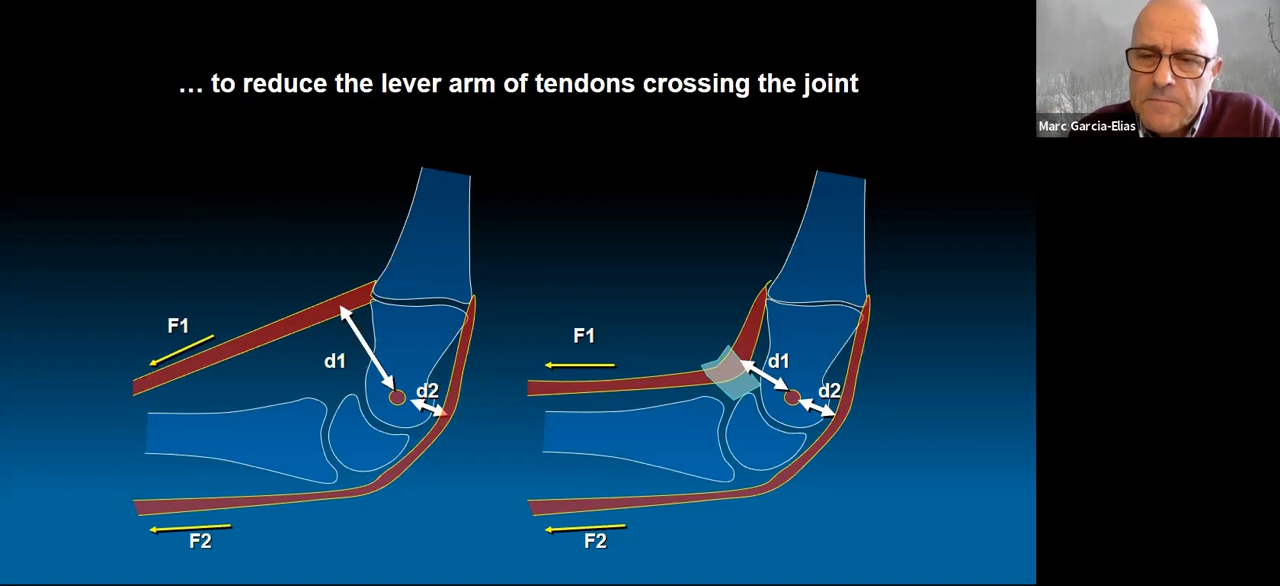 … to reduce the lever arm of tendons crossing the joint
Marc Garcia-Elias
F1
F1
d1
d1
d2
d2
F2
F2